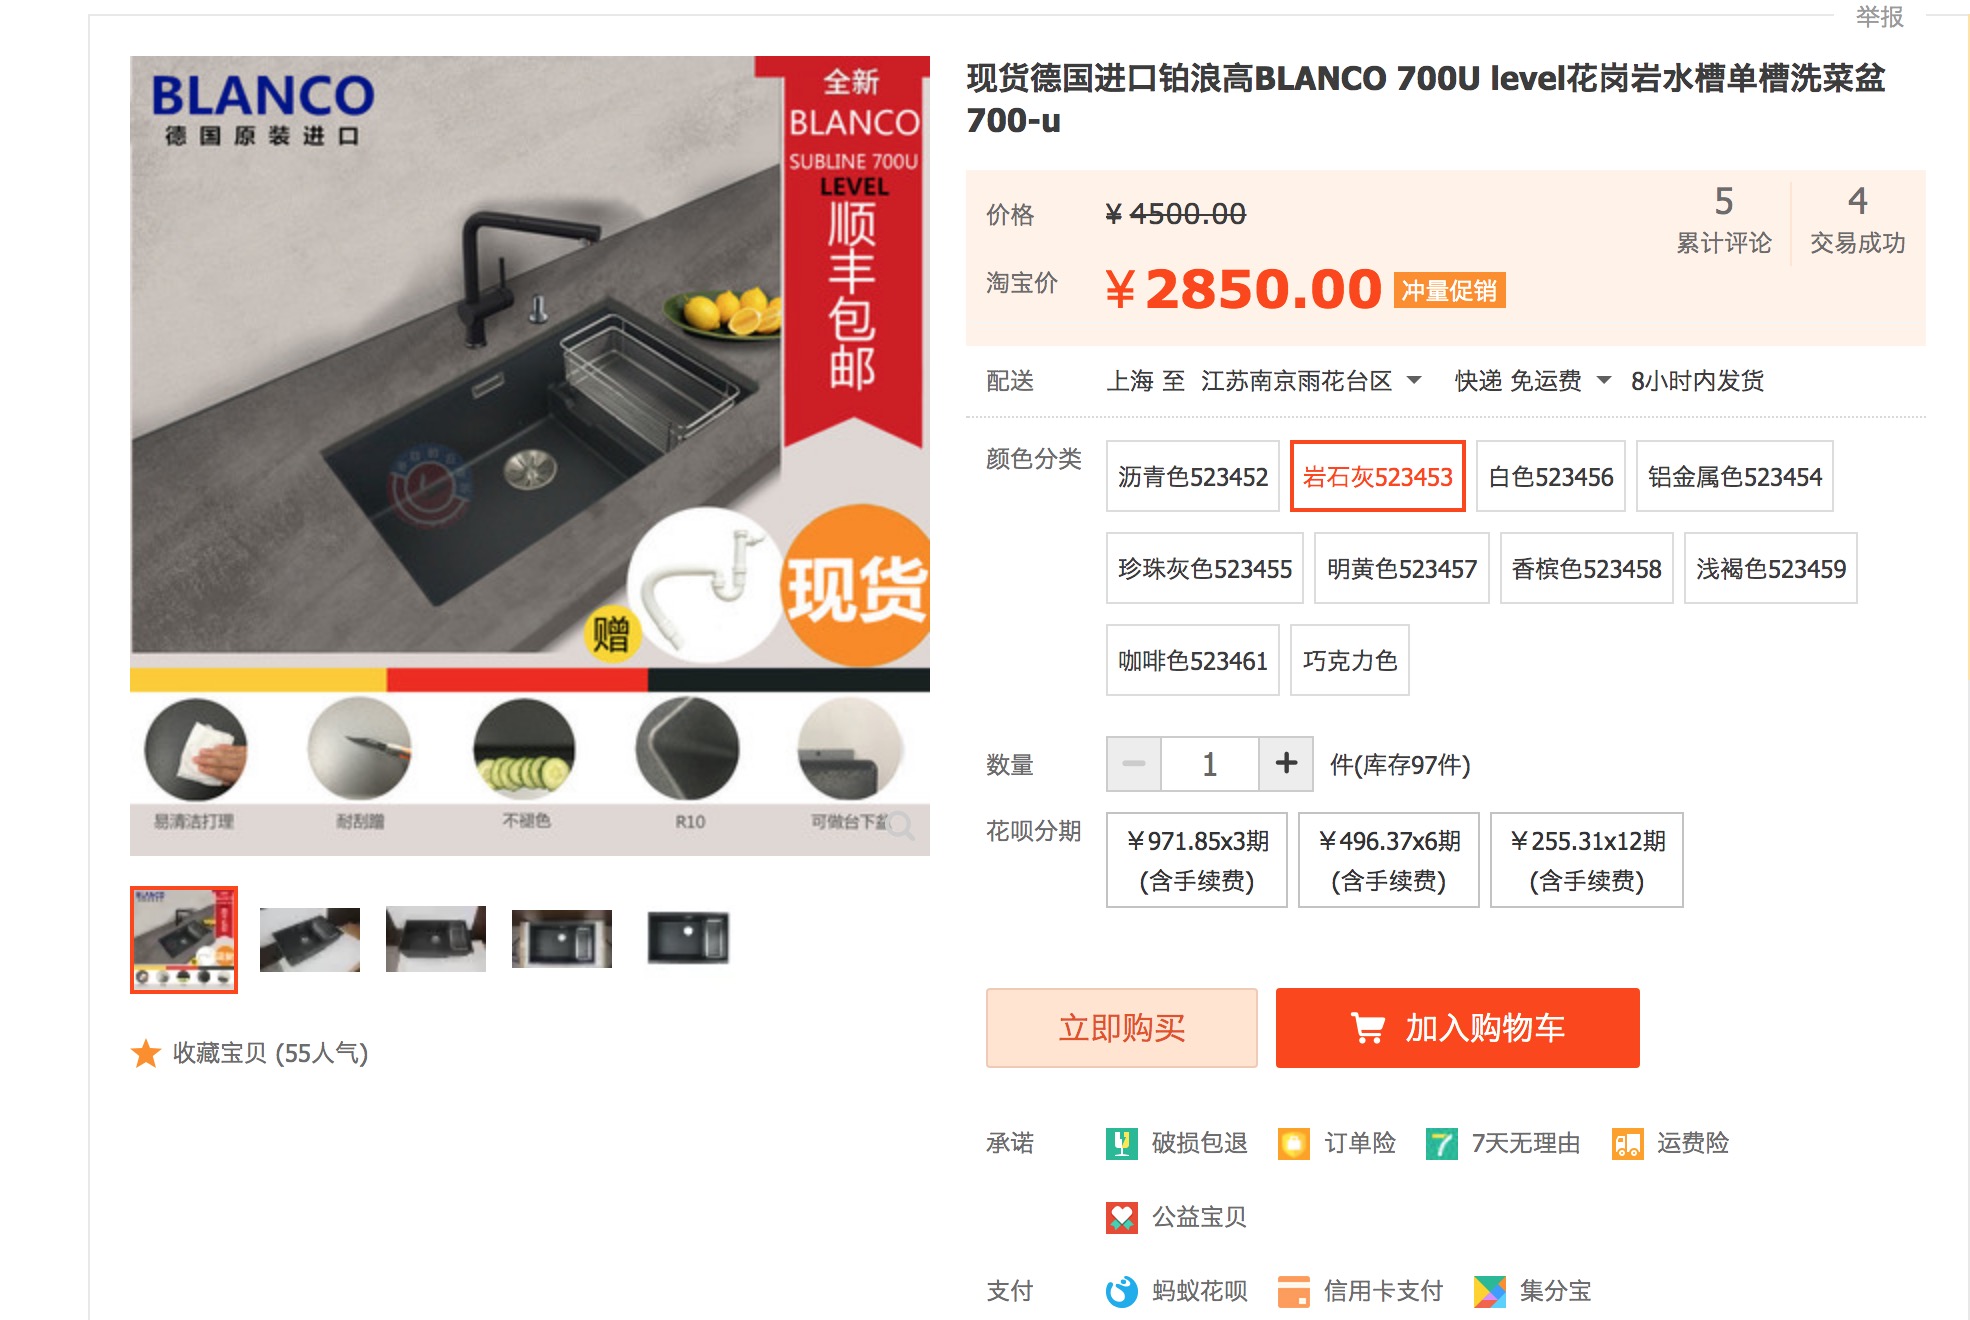 举报
BLANCO
德国原装进口
全新
BLANCO
SUBLINE 700U
LEVEL
顺丰包邮
赠
现货
易清洁打理
耐刮蹭
不褪色
R10
可做台下盆
收藏宝贝 (55人气)
现货德国进口铂浪高BLANCO 700U level花岗岩水槽单槽洗菜盆
700-u
价格 ¥ 4500.00
5 累计评论
4 交易成功
淘宝价 ¥ 2850.00 冲量促销
配送 上海 至 江苏南京雨花台区 快递 免运费 8小时内发货
颜色分类 沥青色523452 岩石灰523453 白色523456 铝金属色523454
珍珠灰色523455 明黄色523457 香槟色523458 浅褐色523459
咖啡色523461 巧克力色
数量 − 1 + 件(库存97件)
花呗分期 ¥971.85x3期 ¥496.37x6期 ¥255.31x12期
(含手续费) (含手续费) (含手续费)
立即购买 加入购物车
承诺 破损包退 订单险 7天无理由 运费险
公益宝贝
支付 蚂蚁花呗 信用卡支付 集分宝